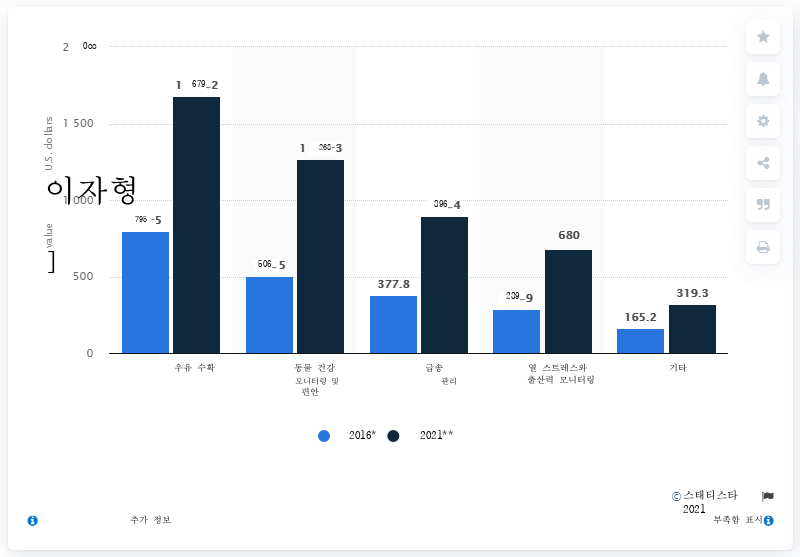 2 000
1 679.2
1 268.3
1 500
U.S. dollars
이자형
1 000
896.4
795.5
680
value
506.5
500
377.8
289.9
319.3
165.2
0
우유 수확
동물 건강
모니터링 및
편안
급송
관리
열 스트레스와
출산력 모니터링
기타
2016* 2021**
© 스태티스타
2021
추가 정보
부족함 표시